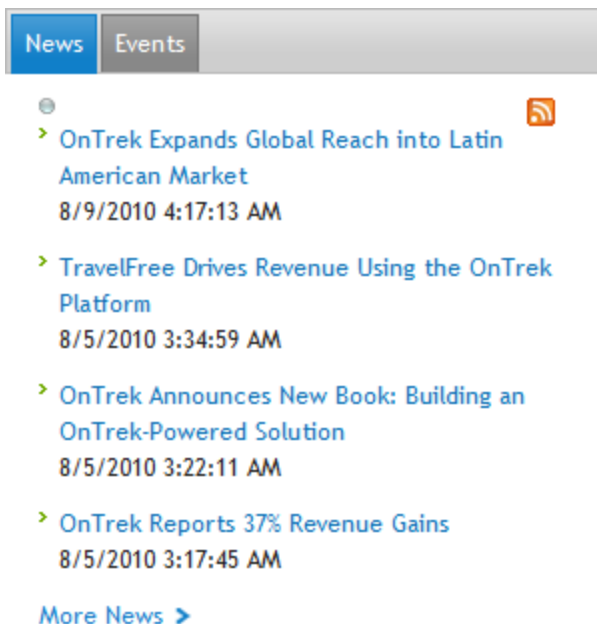 News Events
OnTrek Expands Global Reach into Latin
American Market
8/9/2010 4:17:13 AM
TravelFree Drives Revenue Using the OnTrek
Platform
8/5/2010 3:34:59 AM
OnTrek Announces New Book: Building an
OnTrek-Powered Solution
8/5/2010 3:22:11 AM
OnTrek Reports 37% Revenue Gains
8/5/2010 3:17:45 AM
More News >